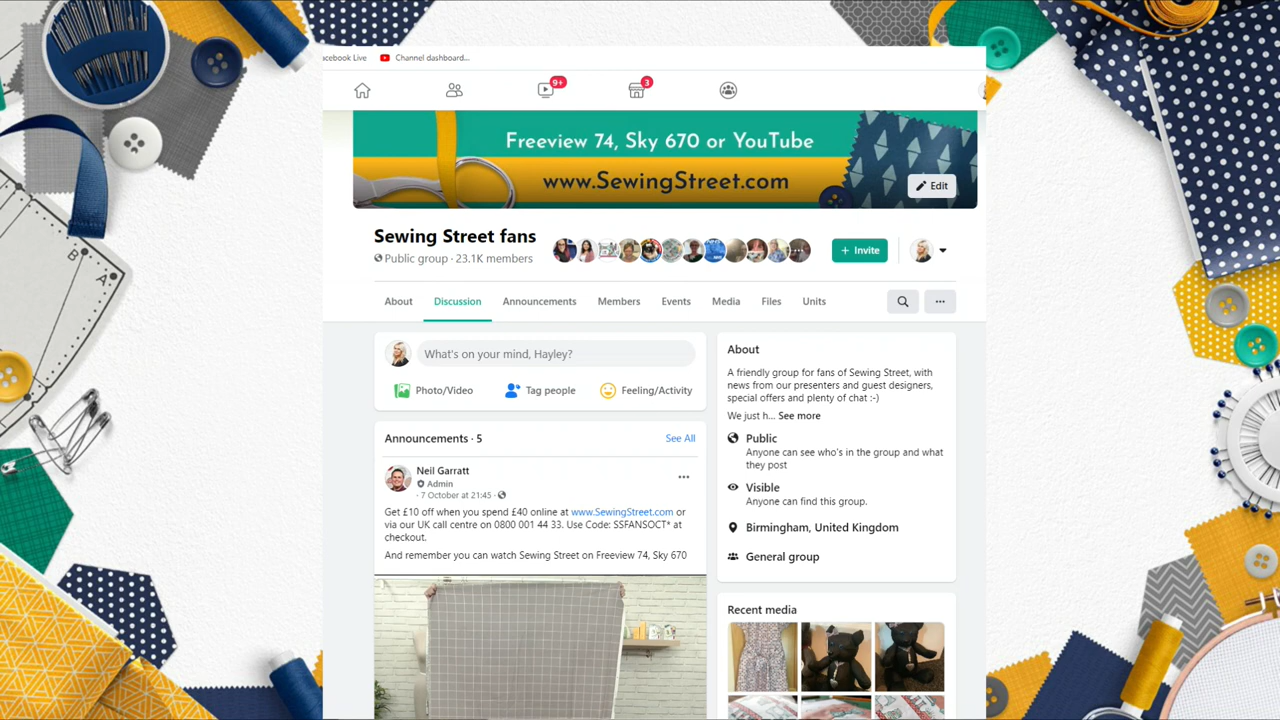 acebook Live
Channel dashboard...
9+
3
Freeview 74, Sky 670 or YouTube
www.SewingStreet.com
Edit
Sewing Street fans
Public group · 23.1K members
+ Invite
About
Discussion
Announcements
Members
Events
Media
Files
Units
What's on your mind, Hayley?
Photo/Video
Tag people
Feeling/Activity
Announcements · 5
See All
Neil Garratt
Admin
· 7 October at 21:45 ·
Get £10 off when you spend £40 online at www.SewingStreet.com or
via our UK call centre on 0800 001 44 33. Use Code: SSFANSOCT* at
checkout.
And remember you can watch Sewing Street on Freeview 74, Sky 670
About
A friendly group for fans of Sewing Street, with
news from our presenters and guest designers,
special offers and plenty of chat :-)
We just h... See more
Public
Anyone can see who's in the group and what
they post
Visible
Anyone can find this group.
Birmingham, United Kingdom
General group
Recent media
B
A